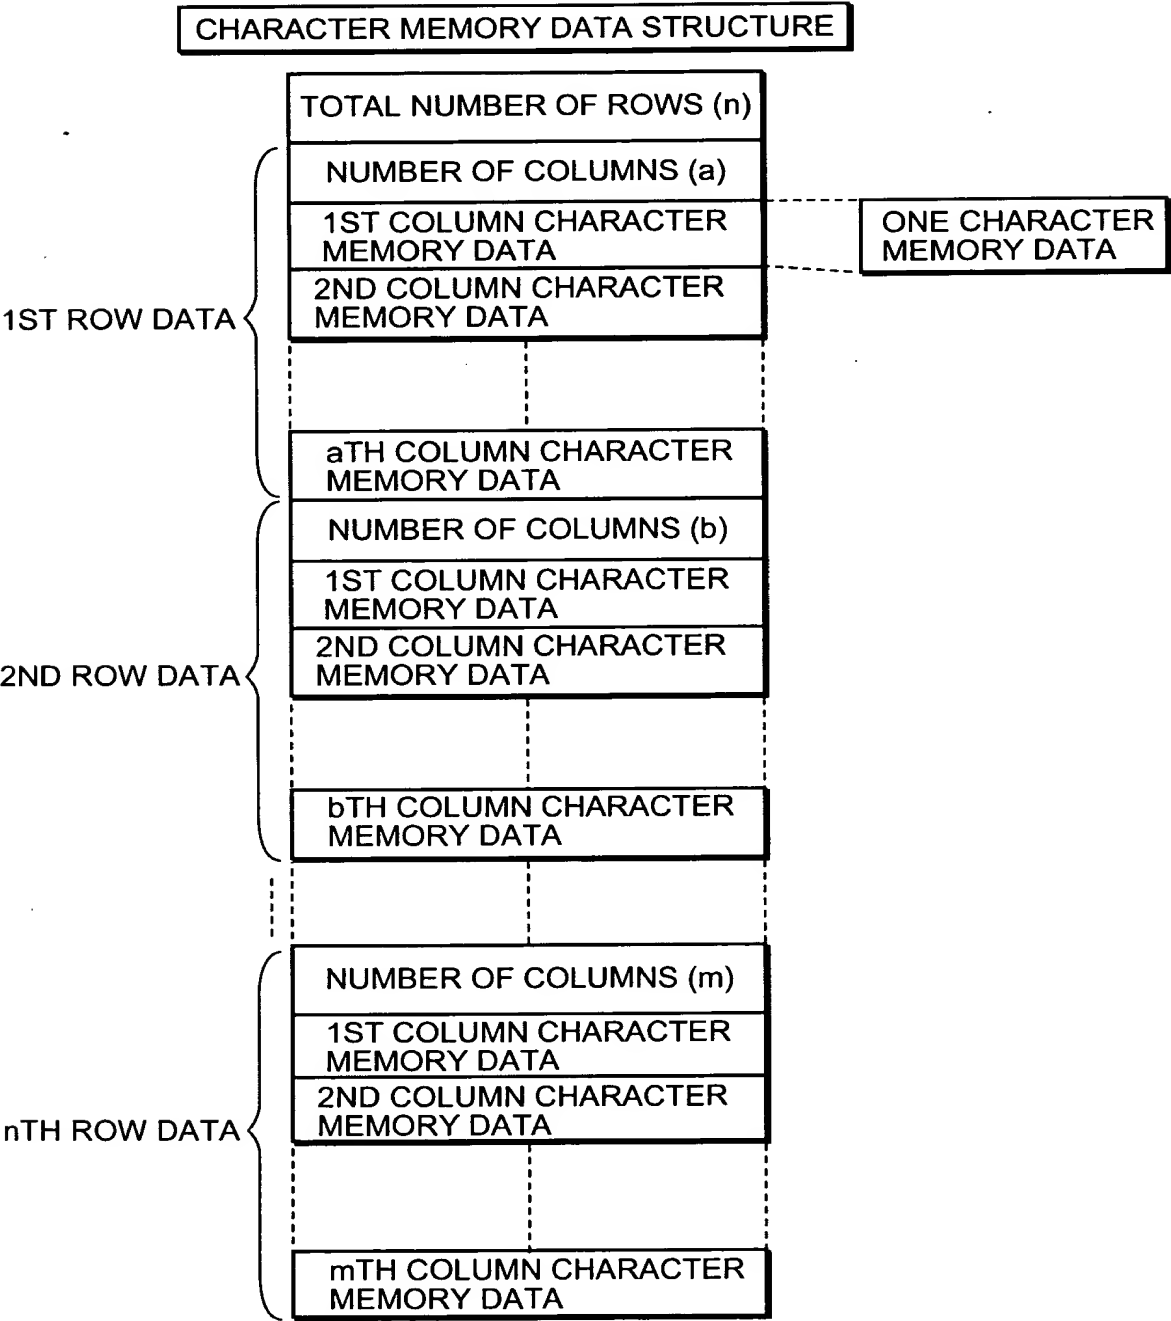 CHARACTER MEMORY DATA STRUCTURE
TOTAL NUMBER OF ROWS (n)
NUMBER OF COLUMNS (a)
1ST COLUMN CHARACTER
MEMORY DATA
ONE CHARACTER
MEMORY DATA
2ND COLUMN CHARACTER
MEMORY DATA
1ST ROW DATA
aTH COLUMN CHARACTER
MEMORY DATA
NUMBER OF COLUMNS (b)
1ST COLUMN CHARACTER
MEMORY DATA
2ND COLUMN CHARACTER
MEMORY DATA
2ND ROW DATA
bTH COLUMN CHARACTER
MEMORY DATA
NUMBER OF COLUMNS (m)
1ST COLUMN CHARACTER
MEMORY DATA
2ND COLUMN CHARACTER
MEMORY DATA
nTH ROW DATA
mTH COLUMN CHARACTER
MEMORY DATA